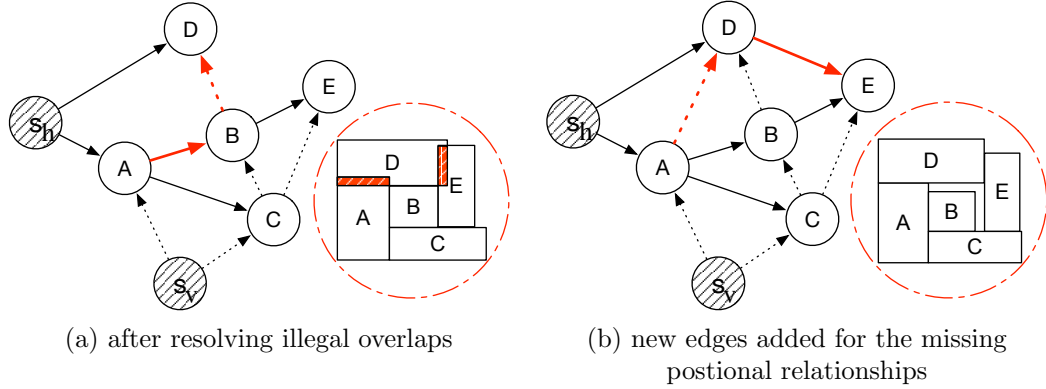 D
E
B
S_h
A
C
S_v
D
E
A
B
C
(a) after resolving illegal overlaps
D
E
B
S_h
A
C
S_v
D
E
A
B
C
(b) new edges added for the missing
postional relationships